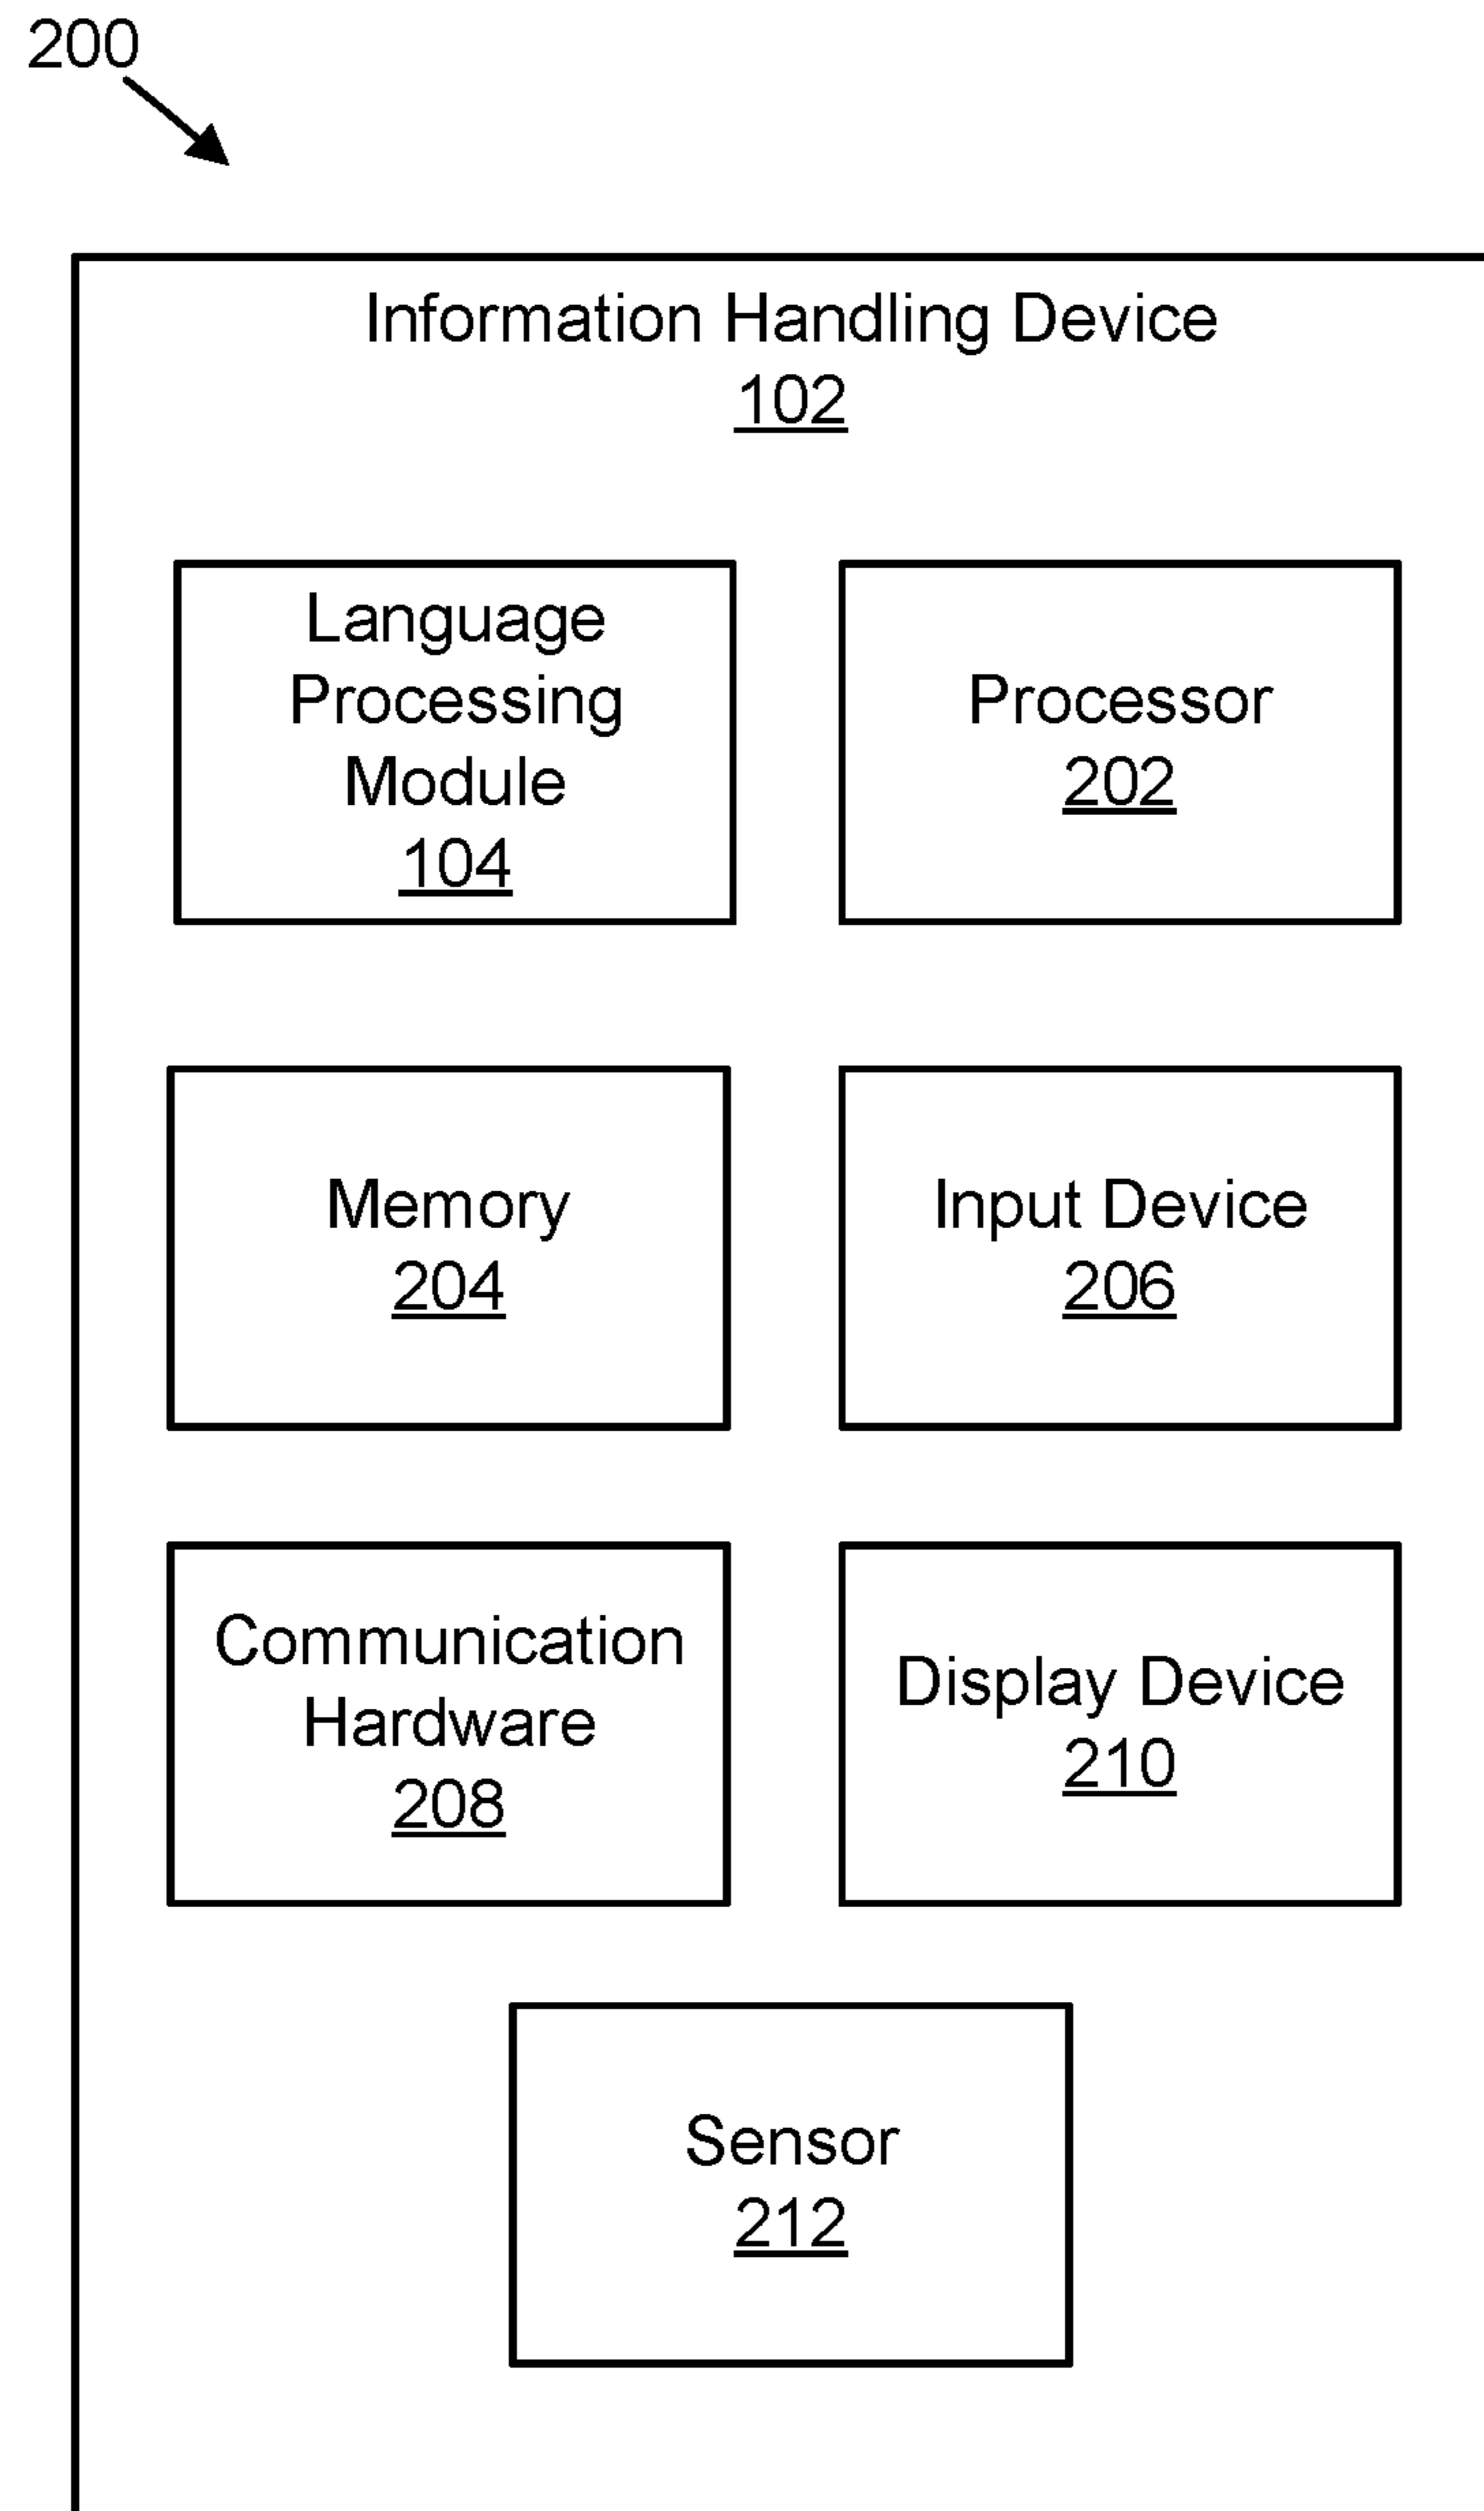 200
Information Handling Device
102
Language
Processing
Module
104
Processor
202
Memory
204
Input Device
206
Communication
Hardware
208
Display Device
210
Sensor
212